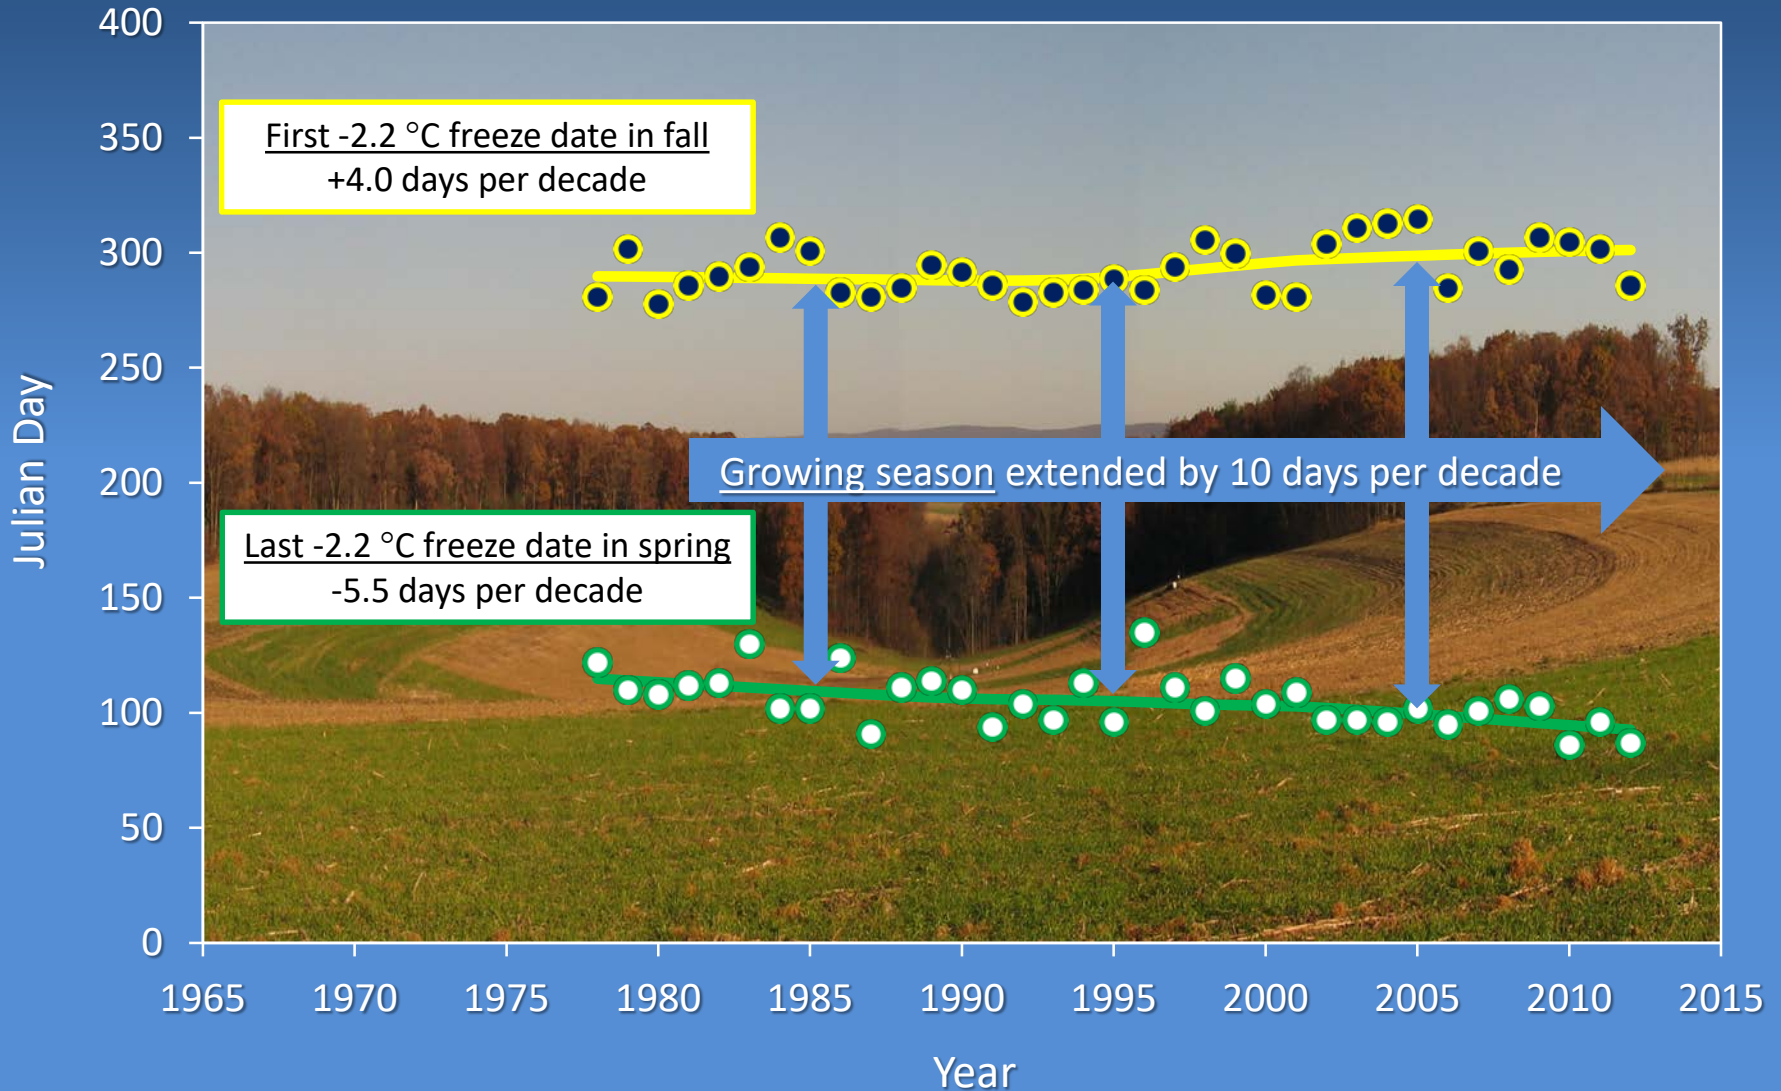 400
350
300
250
200
150
100
50
0
Julian Day
First -2.2 °C freeze date in fall
+4.0 days per decade
Growing season extended by 10 days per decade
Last -2.2 °C freeze date in spring
-5.5 days per decade
1965 1970 1975 1980 1985 1990 1995 2000 2005 2010 2015
Year